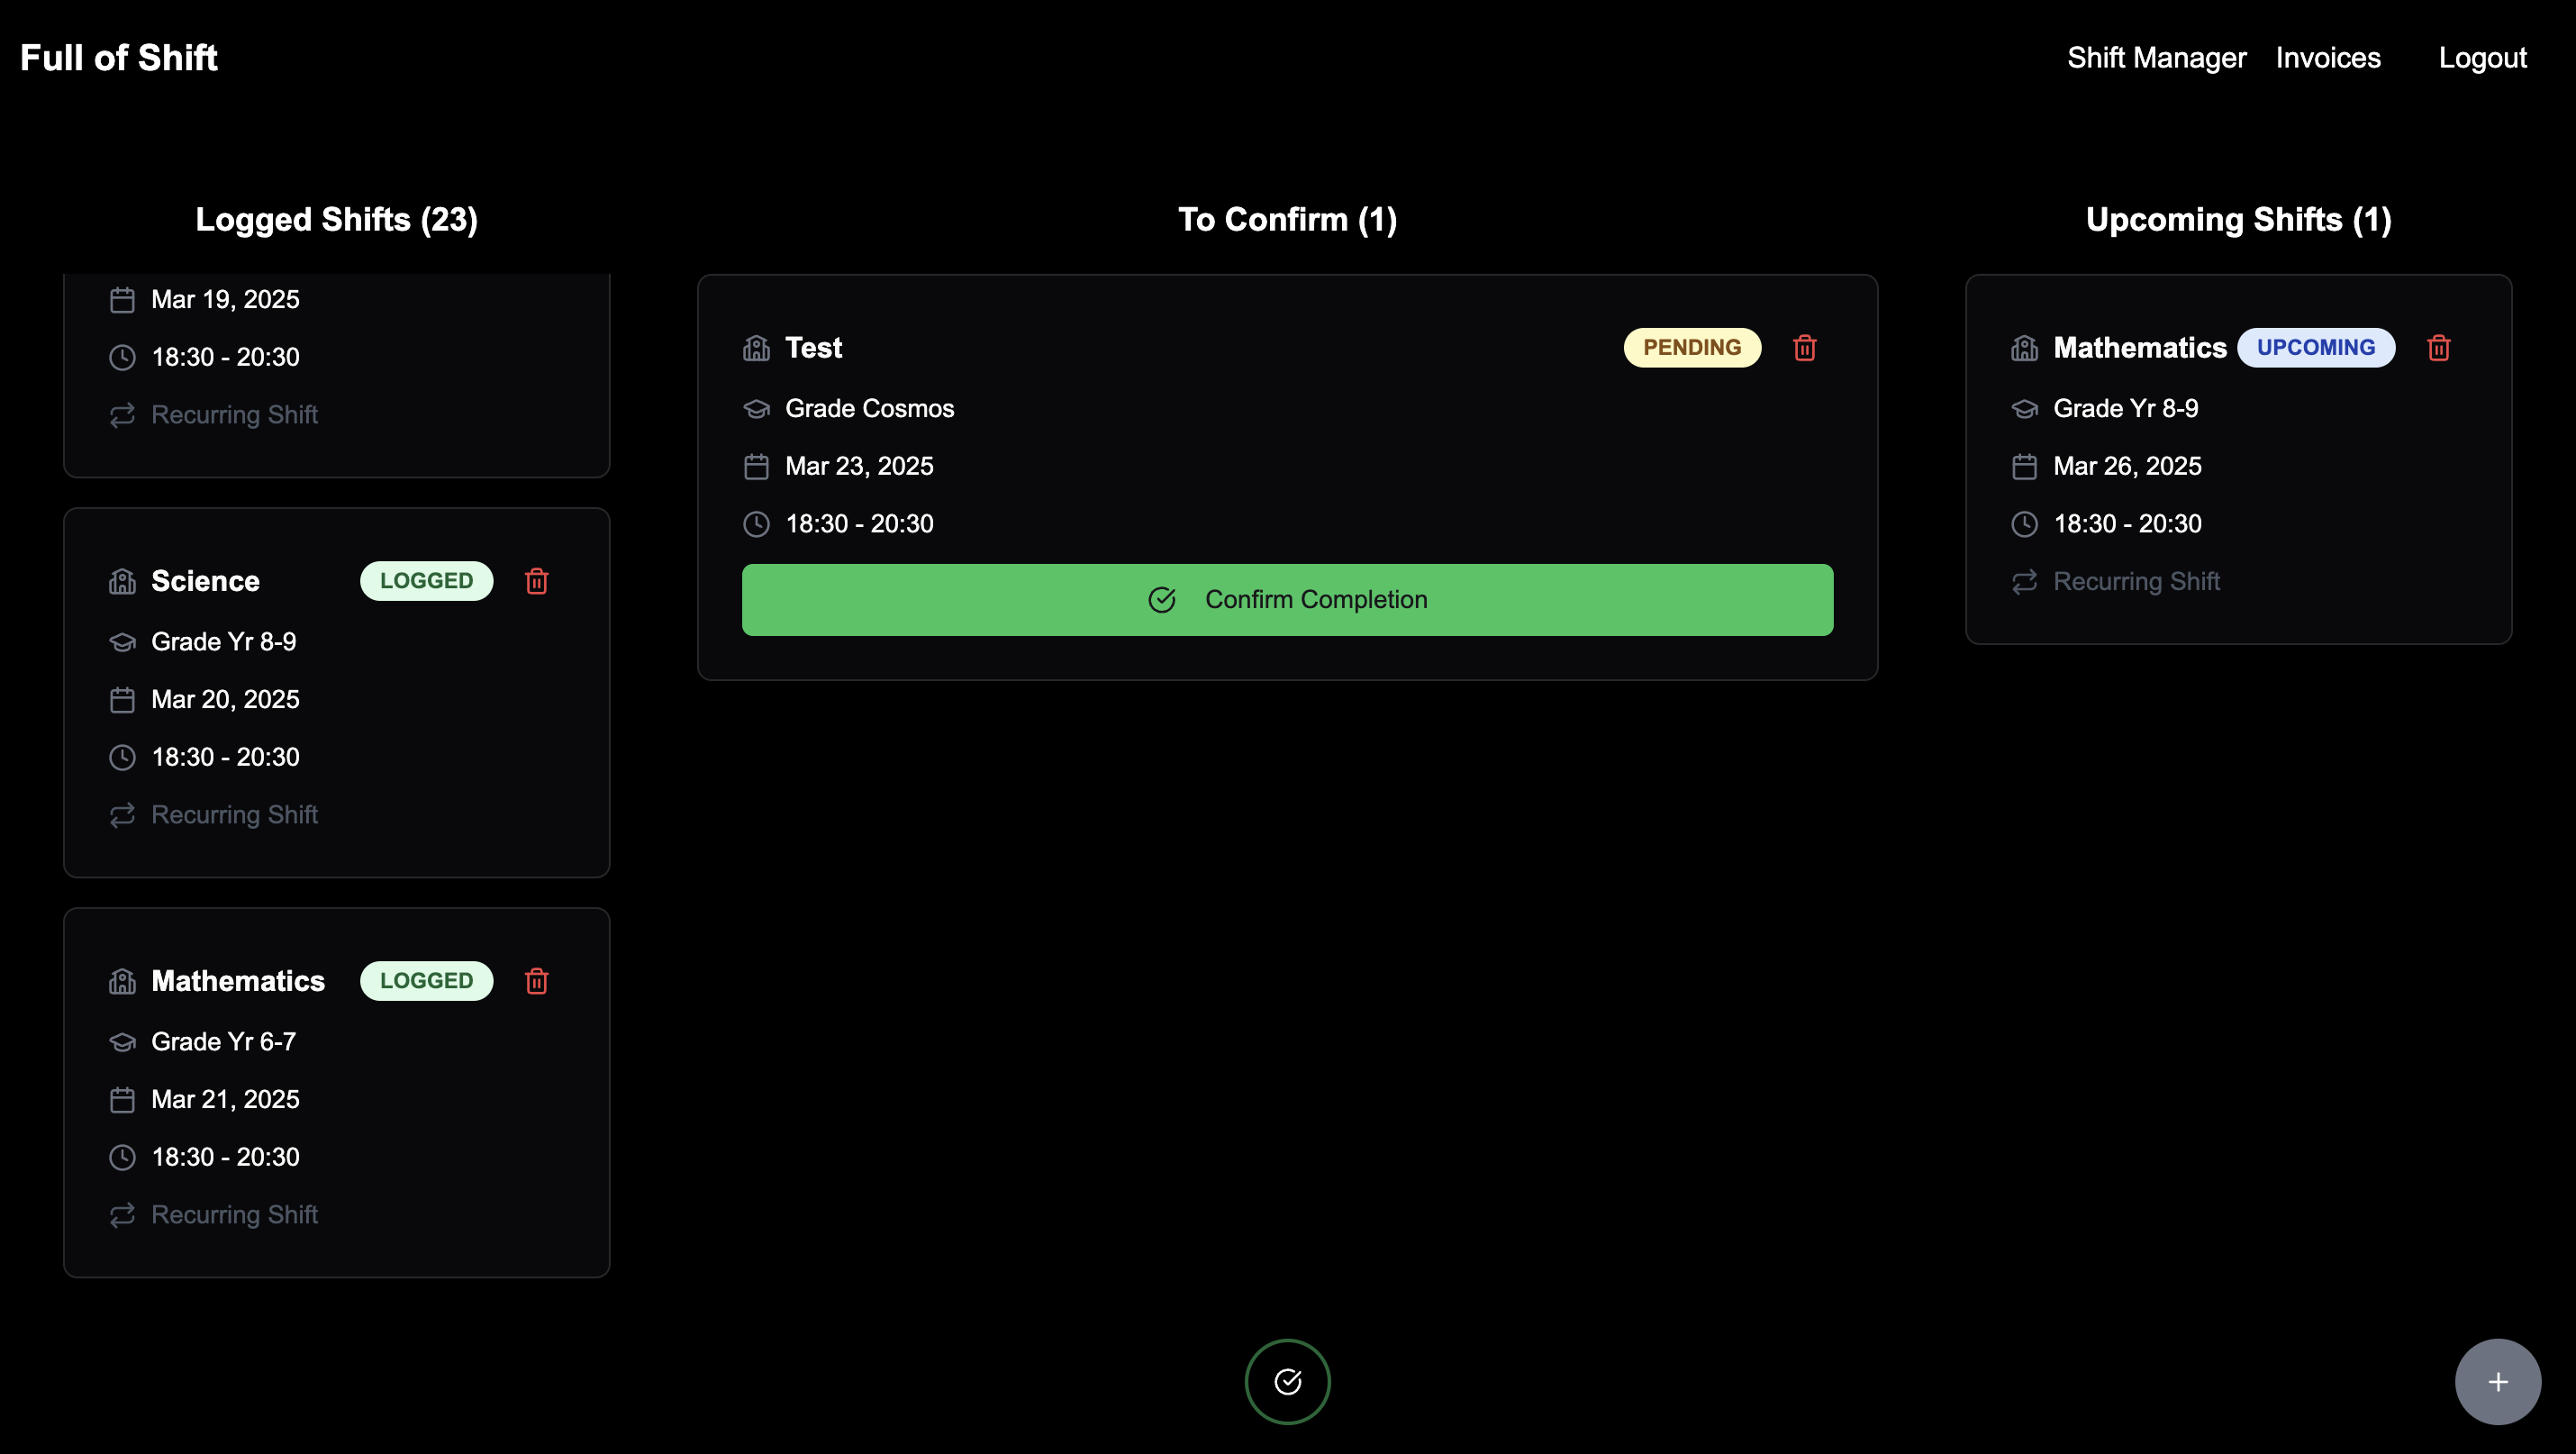 Full of Shift
Shift Manager Invoices Logout
Logged Shifts (23)
Mar 19, 2025
18:30 - 20:30
Recurring Shift
Science LOGGED
Grade Yr 8-9
Mar 20, 2025
18:30 - 20:30
Recurring Shift
Mathematics LOGGED
Grade Yr 6-7
Mar 21, 2025
18:30 - 20:30
Recurring Shift
To Confirm (1)
Test PENDING
Grade Cosmos
Mar 23, 2025
18:30 - 20:30
Confirm Completion
Upcoming Shifts (1)
Mathematics UPCOMING
Grade Yr 8-9
Mar 26, 2025
18:30 - 20:30
Recurring Shift